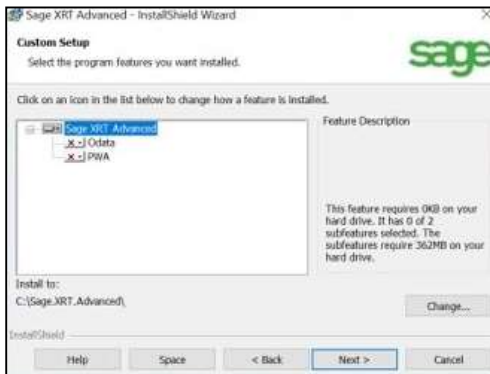 Sage XRT Advanced - InstallShield Wizard
Custom Setup
Select the program features you want installed.
sage
Click on an icon in the list below to change how a feature is installed.
Sage XRT Advanced
Odata
PWA
Feature Description
This feature requires 0KB on your
hard drive. It has 0 of 2
subfeatures selected. The
subfeatures require 362MB on your
hard drive.
Install to:
C:\Sage.XRT.Advanced\
Change...
InstallShield
Help
Space
< Back
Next >
Cancel